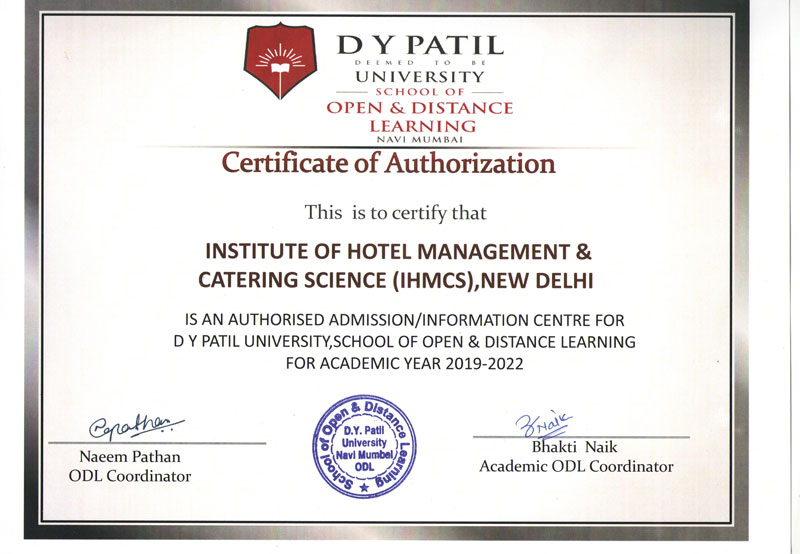 D Y PATIL
DEEMED TO BE
UNIVERSITY
SCHOOL OF
OPEN & DISTANCE
LEARNING
NAVI MUMBAI
Certificate of Authorization
This is to certify that
INSTITUTE OF HOTEL MANAGEMENT &
CATERING SCIENCE (IHMCS),NEW DELHI
IS AN AUTHORISED ADMISSION/INFORMATION CENTRE FOR
D Y PATIL UNIVERSITY,SCHOOL OF OPEN & DISTANCE LEARNING
FOR ACADEMIC YEAR 2019-2022
Naeem Pathan
ODL Coordinator
School of Open & Distance Learning
D.Y. Patil
University
Navi Mumbai
ODL
Bhakti Naik
Academic ODL Coordinator